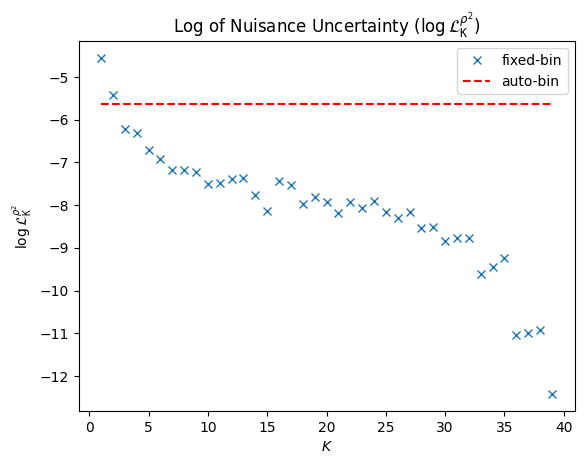 Log of Nuisance Uncertainty (log ℒ_K^{ρ²})
fixed-bin
auto-bin
−5
−6
−7
−8
−9
−10
−11
−12
log ℒ_K^{ρ²}
0 5 10 15 20 25 30 35 40
K